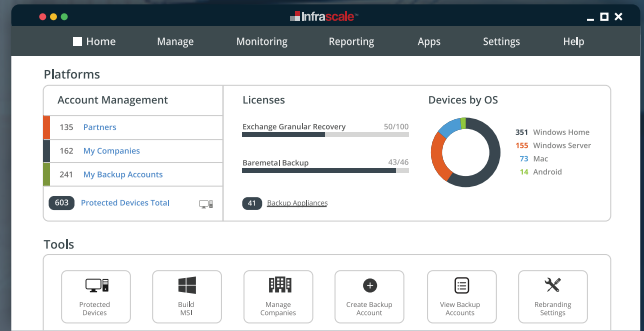 Infrascale
Home Manage Monitoring Reporting Apps Settings Help
Platforms
Account Management
135 Partners
162 My Companies
241 My Backup Accounts
603 Protected Devices Total
Licenses
Exchange Granular Recovery 50/100
Baremetal Backup 43/46
41 Backup Appliances
Devices by OS
351 Windows Home
155 Windows Server
73 Mac
14 Android
Tools
Protected
Devices
Build
MSI
Manage
Companies
Create Backup
Account
View Backup
Accounts
Rebranding
Settings